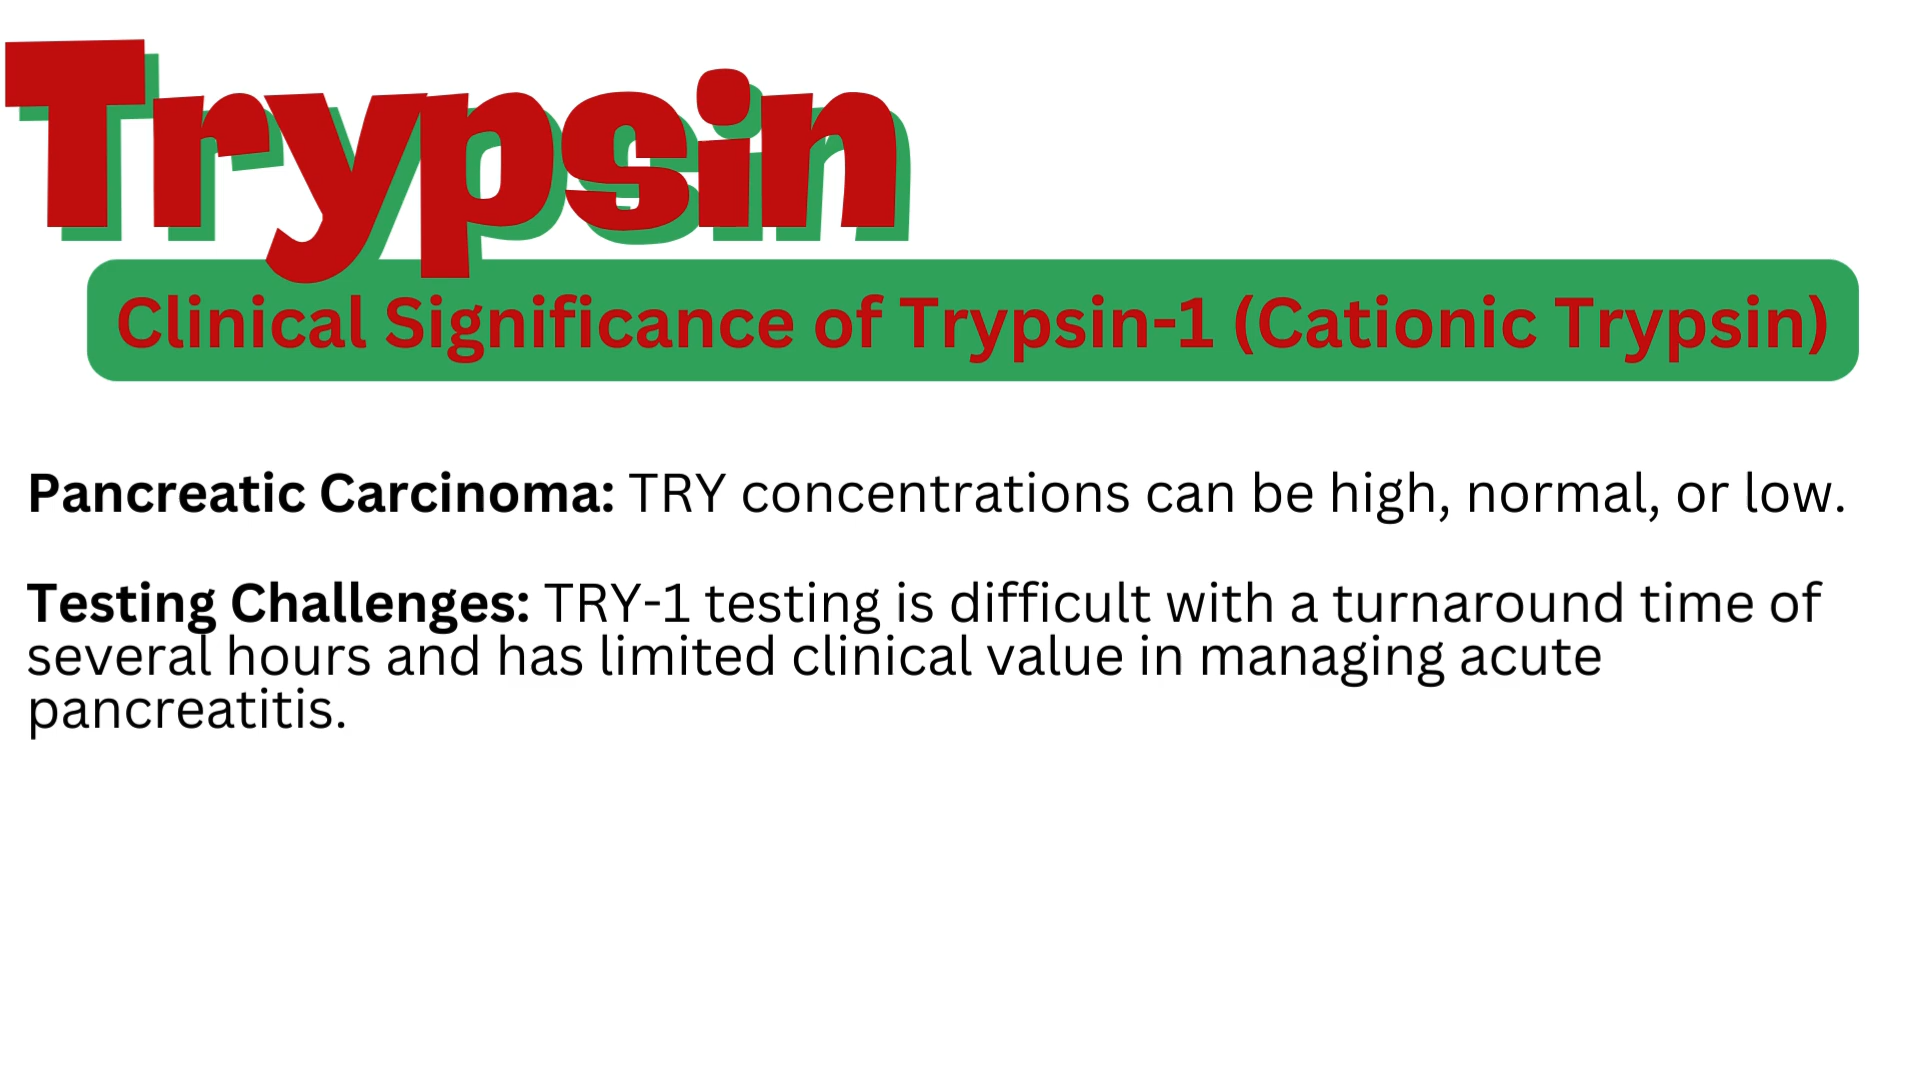 Trypsin
Clinical Significance of Trypsin-1 (Cationic Trypsin)
Pancreatic Carcinoma: TRY concentrations can be high, normal, or low.
Testing Challenges: TRY-1 testing is difficult with a turnaround time of
several hours and has limited clinical value in managing acute
pancreatitis.